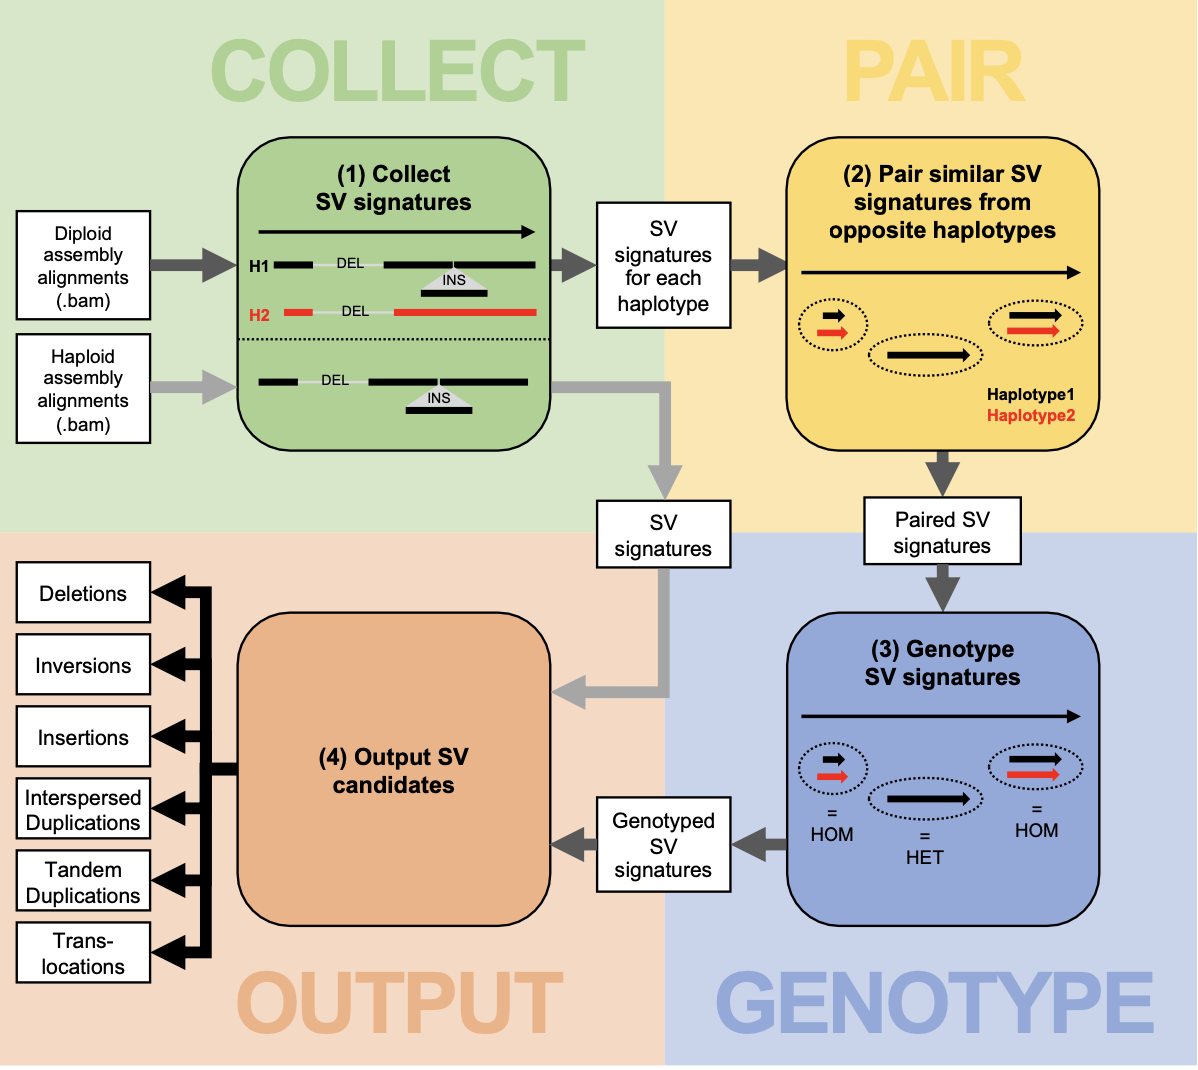 COLLECT
PAIR
(1) Collect
SV signatures
H1
DEL
INS
H2
DEL
DEL
INS
Diploid
assembly
alignments
(.bam)
Haploid
assembly
alignments
(.bam)
SV
signatures
for each
haplotype
(2) Pair similar SV
signatures from
opposite haplotypes
Haplotype1
Haplotype2
SV
signatures
Paired SV
signatures
Deletions
Inversions
Insertions
Interspersed
Duplications
Tandem
Duplications
Trans-
locations
(4) Output SV
candidates
Genotyped
SV
signatures
(3) Genotype
SV signatures
=
HOM
=
HET
=
HOM
OUTPUT
GENOTYPE